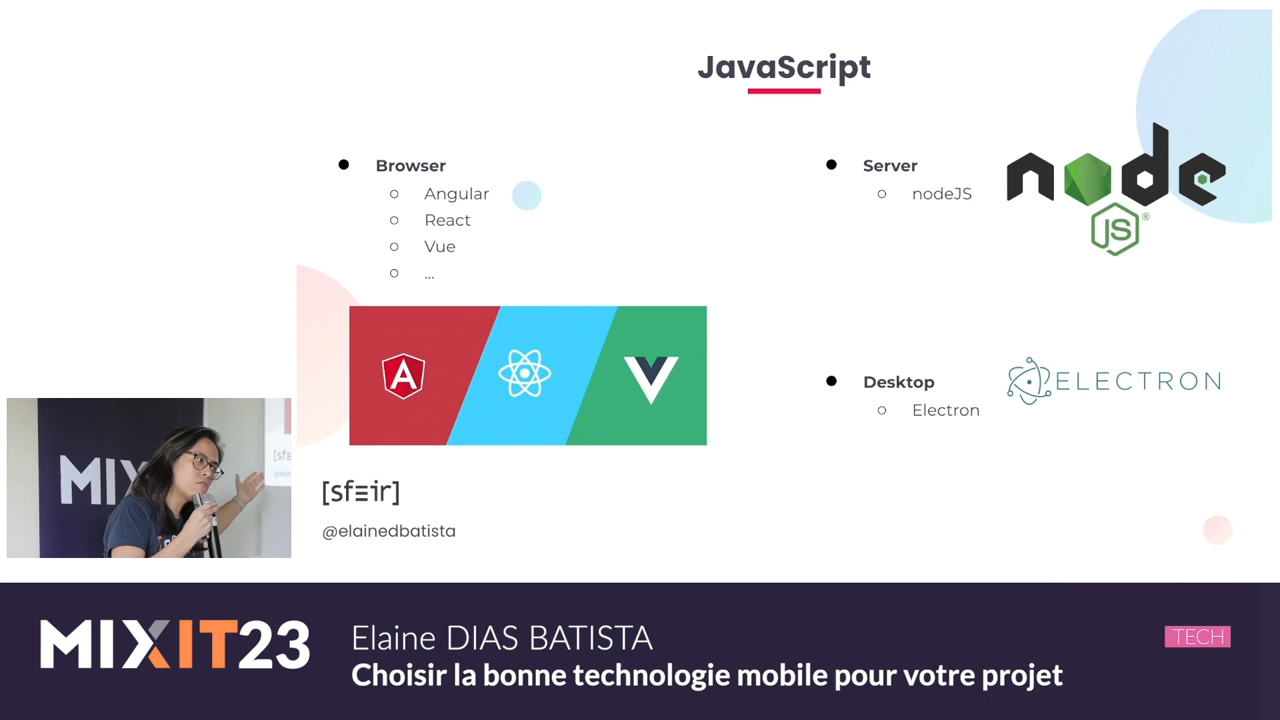 JavaScript
Browser
Angular
React
Vue
...
Server
nodeJS
node
JS
Desktop
Electron
ELECTRON
A
MIX
[sfeir
[sfΞir]
@elainedbatista
MIXIT23
Elaine DIAS BATISTA
Choisir la bonne technologie mobile pour votre projet
TECH